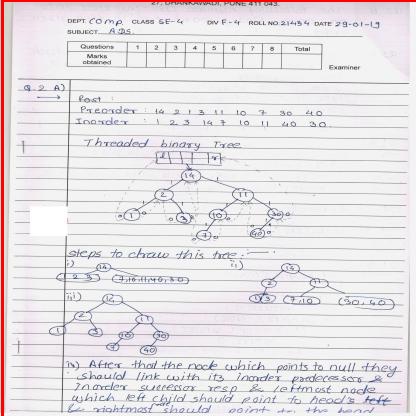 27, DHANKAWADI, PUNE 411 043.
DEPT. Comp. CLASS SE-4 DIV F-4 ROLL NO. 21434 DATE 29-01-19
SUBJECT ADS.
Questions 1 2 3 4 5 6 7 8 Total
Marks obtained
Examiner
Q.2 A)
Post :
Preorder : 14 2 1 3 11 10 7 30 40
Inorder : 1 2 3 14 7 10 11 40 30
Threaded binary Tree
l r
14
2 11
1 3 10 30
7 40
steps to draw this tree:-
i) ii)
14 14
1 2 3 7,10,11,40,30 2 11
1 3 7,10 30,40
iii) 14
2 11
1 3 10 30
7 40
iv) After that the node which points to null they
should link with its inorder predecessor &
Inorder successor resp & leftmost node
which left child should point to head's left
& rightmost should point to the head